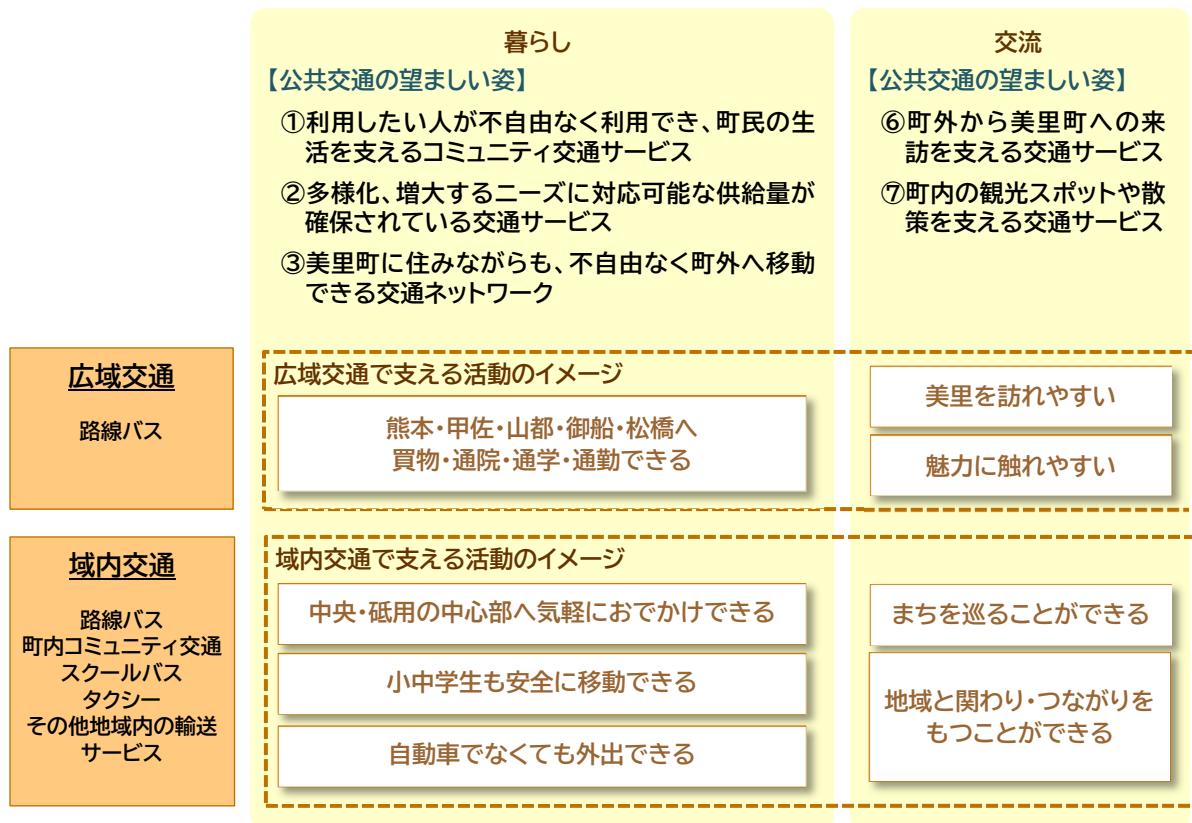 暮らし
【公共交通の望ましい姿】
①利用したい人が不自由なく利用でき、町民の生
活を支えるコミュニティ交通サービス
②多様化、増大するニーズに対応可能な供給量が
確保されている交通サービス
③美里町に住みながらも、不自由なく町外へ移動
できる交通ネットワーク
交流
【公共交通の望ましい姿】
⑥町外から美里町への来
訪を支える交通サービス
⑦町内の観光スポットや散
策を支える交通サービス
広域交通
路線バス
広域交通で支える活動のイメージ
熊本・甲佐・山都・御船・松橋へ
買物・通院・通学・通勤できる
美里を訪れやすい
魅力に触れやすい
域内交通
路線バス
町内コミュニティ交通
スクールバス
タクシー
その他地域内の輸送
サービス
域内交通で支える活動のイメージ
中央・砥用の中心部へ気軽におでかけできる
小中学生も安全に移動できる
自動車でなくても外出できる
まちを巡ることができる
地域と関わり・つながりを
もつことができる